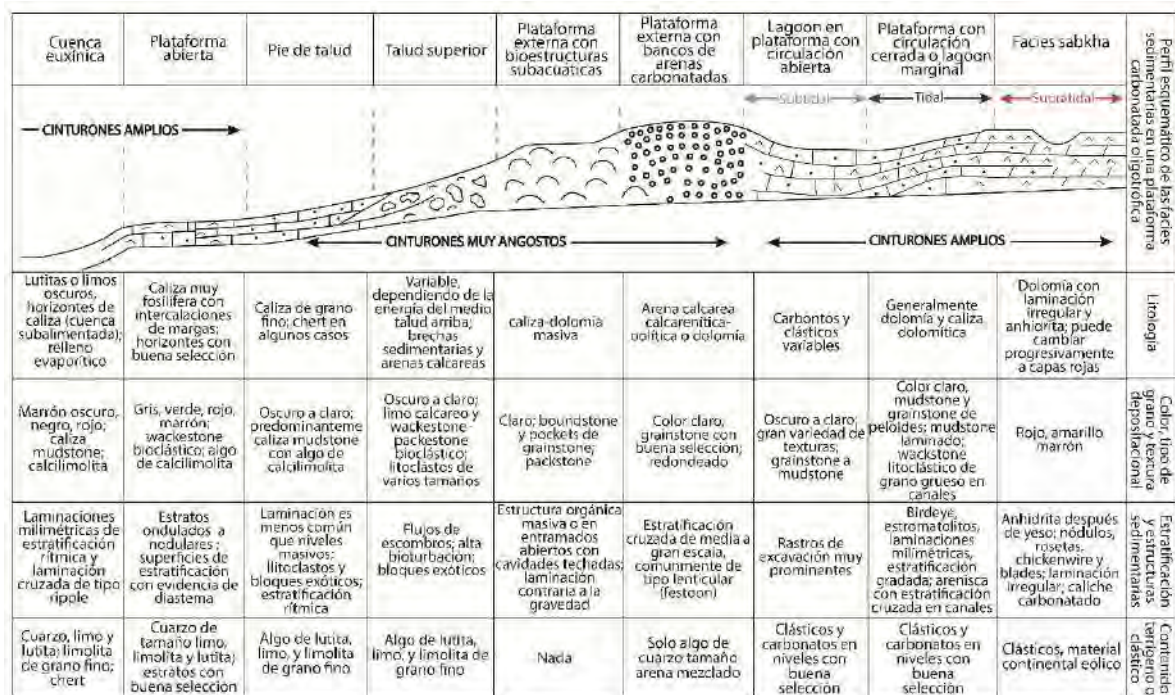 Cuenca
euxínica
Plataforma
abierta
Pie de talud
Talud superior
Plataforma
externa con
bioestructuras
subacuáticas
Plataforma
externa con
bancos de
arenas
carbonatadas
Lagoon en
plataforma con
circulación
abierta
Plataforma con
circulación
cerrada o lagoon
marginal
Facies sabkha
Perfil esquemático de las facies
sedimentarias en una plataforma
carbonatada oligotrófica
Subtidal
Tidal
Supratidal
CINTURONES AMPLIOS
CINTURONES MUY ANGOSTOS
CINTURONES AMPLIOS
Lutitas o limos
oscuros,
horizontes de
caliza (cuenca
subalimentada);
relleno
evaporítico
Caliza muy
fosilífera con
intercalaciones
de margas;
horizontes con
buena selección
Caliza de grano
fino; chert en
algunos casos
Variable,
dependiendo de la
energía del medio
talud arriba;
brechas
sedimentarias y
arenas calcareas
caliza-dolomía
masiva
Arena calcarea
calcarenítica-
oolítica o dolomía
Carbontos y
clásticos
variables
Generalmente
dolomía y caliza
dolomítica
Dolomía con
laminación
irregular y
anhidrita; puede
cambiar
progresivamente
a capas rojas
Litología
Marrón oscuro,
negro, rojo;
caliza
mudstone;
calcilimolita
Gris, verde, rojo,
marrón;
wackestone
bioclástico; algo
de calcilimolita
Oscuro a claro;
predominanteme
caliza mudstone
con algo de
calcilimolita
Oscuro a claro;
limo calcareo y
wackestone-
packestone
bioclástico;
litoclastos de
varios tamaños
Claro; boundstone
y pockets de
grainstone;
packstone
Color claro,
grainstone con
buena selección;
redondeado
Oscuro a claro;
gran variedad de
texturas;
grainstone a
mudstone
Color claro,
mudstone y
grainstone de
peloides; mudstone
laminado;
wackstone
litoclástico de
grano grueso en
canales
Rojo, amarillo
marrón
Color, tipo de
grano y textura
depositacional
Laminaciones
milimétricas de
estratificación
rítmica y
laminación
cruzada de tipo
ripple
Estratos
ondulados a
nodulares;
superficies de
estratificación
con evidencia de
diastema
Laminación es
menos común
que niveles
masivos;
llitoclastos y
bloques exóticos;
estratificación
rítmica
Flujos de
escombros; alta
bioturbación;
bloques exóticos
Estructura orgánica
masiva o en
entramados
abiertos con
cavidades techadas;
laminación
contraria a la
gravedad
Estratificación
cruzada de media a
gran escala,
comunmente de
tipo lenticular
(festoon)
Rastros de
excavación muy
prominentes
Birdeye,
estromatolitos,
laminaciones
milimétricas,
estratificación
gradada; arenisca
con estratificación
cruzada en canales
Anhidrita después
de yeso; nódulos,
rosetas,
chickenwire y
blades; laminación
irregular; caliche
carbonatado
Estratificación
y estructuras
sedimentarias
Cuarzo, limo y
lutita; limolita
de grano fino;
chert
Cuarzo de
tamaño limo,
limolita y lutita;
estratos con
buena selección
Algo de lutita,
limo, y limolita
de grano fino
Algo de lutita,
limo, y limolita de
grano fino
Nada
Solo algo de
cuarzo tamaño
arena mezclado
Clásticos y
carbonatos en
niveles con
buena
selección
Clásticos y
carbonatos en
niveles con
buena
selección
Clásticos, material
continental eólico
Contenido
terígeno o
clástico